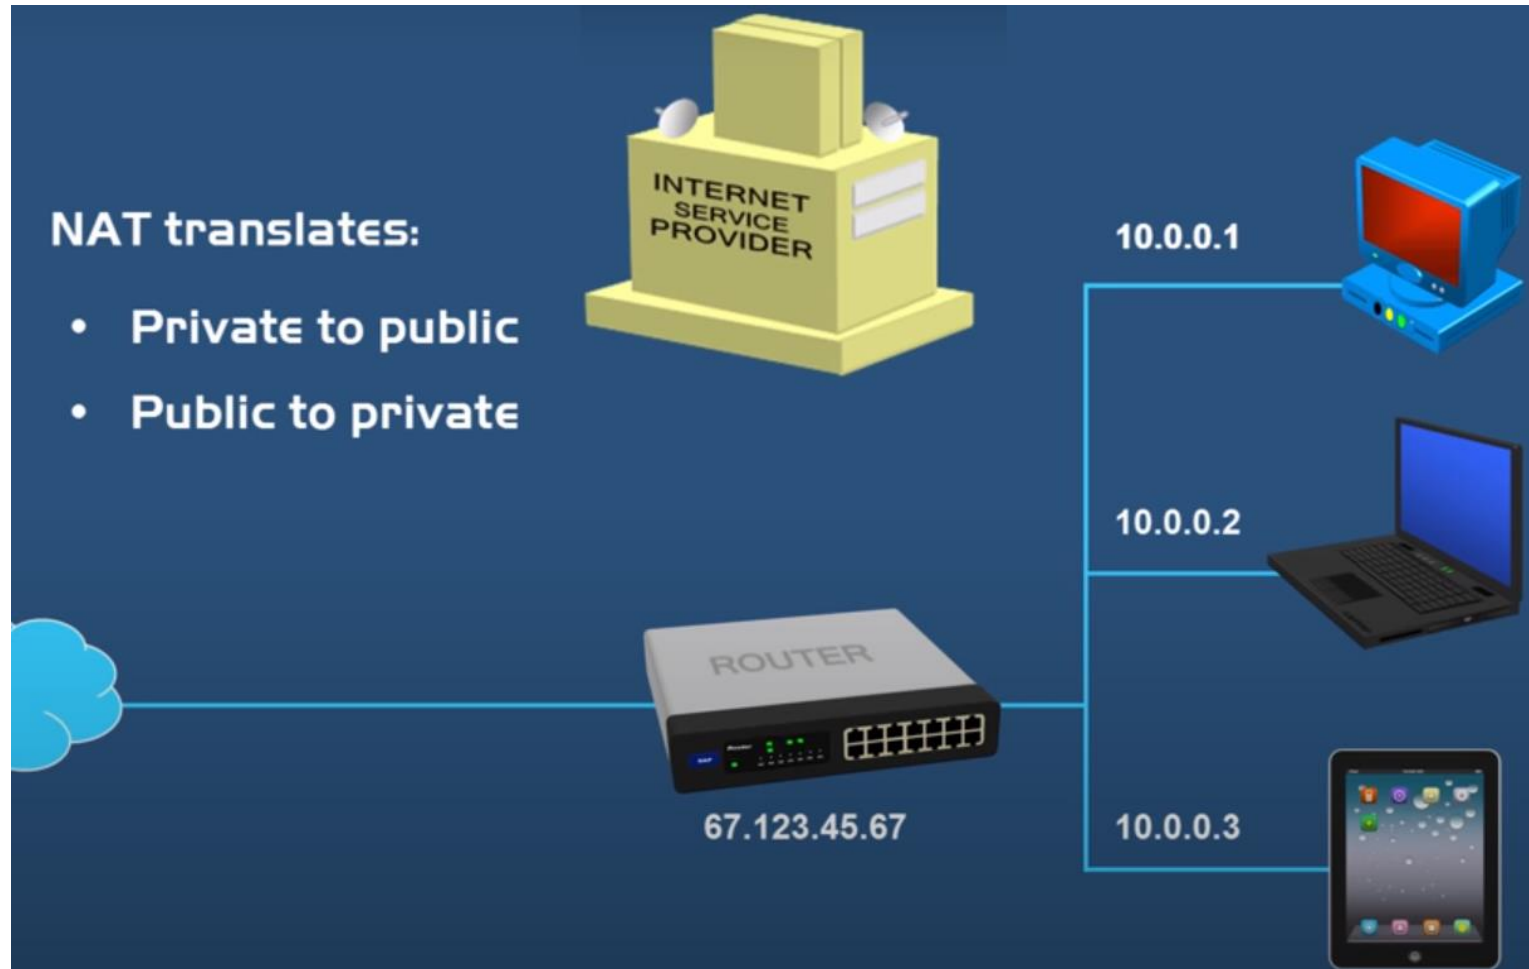 NAT translates:
• Private to public
• Public to private
INTERNET
SERVICE
PROVIDER
10.0.0.1
10.0.0.2
ROUTER
67.123.45.67
10.0.0.3